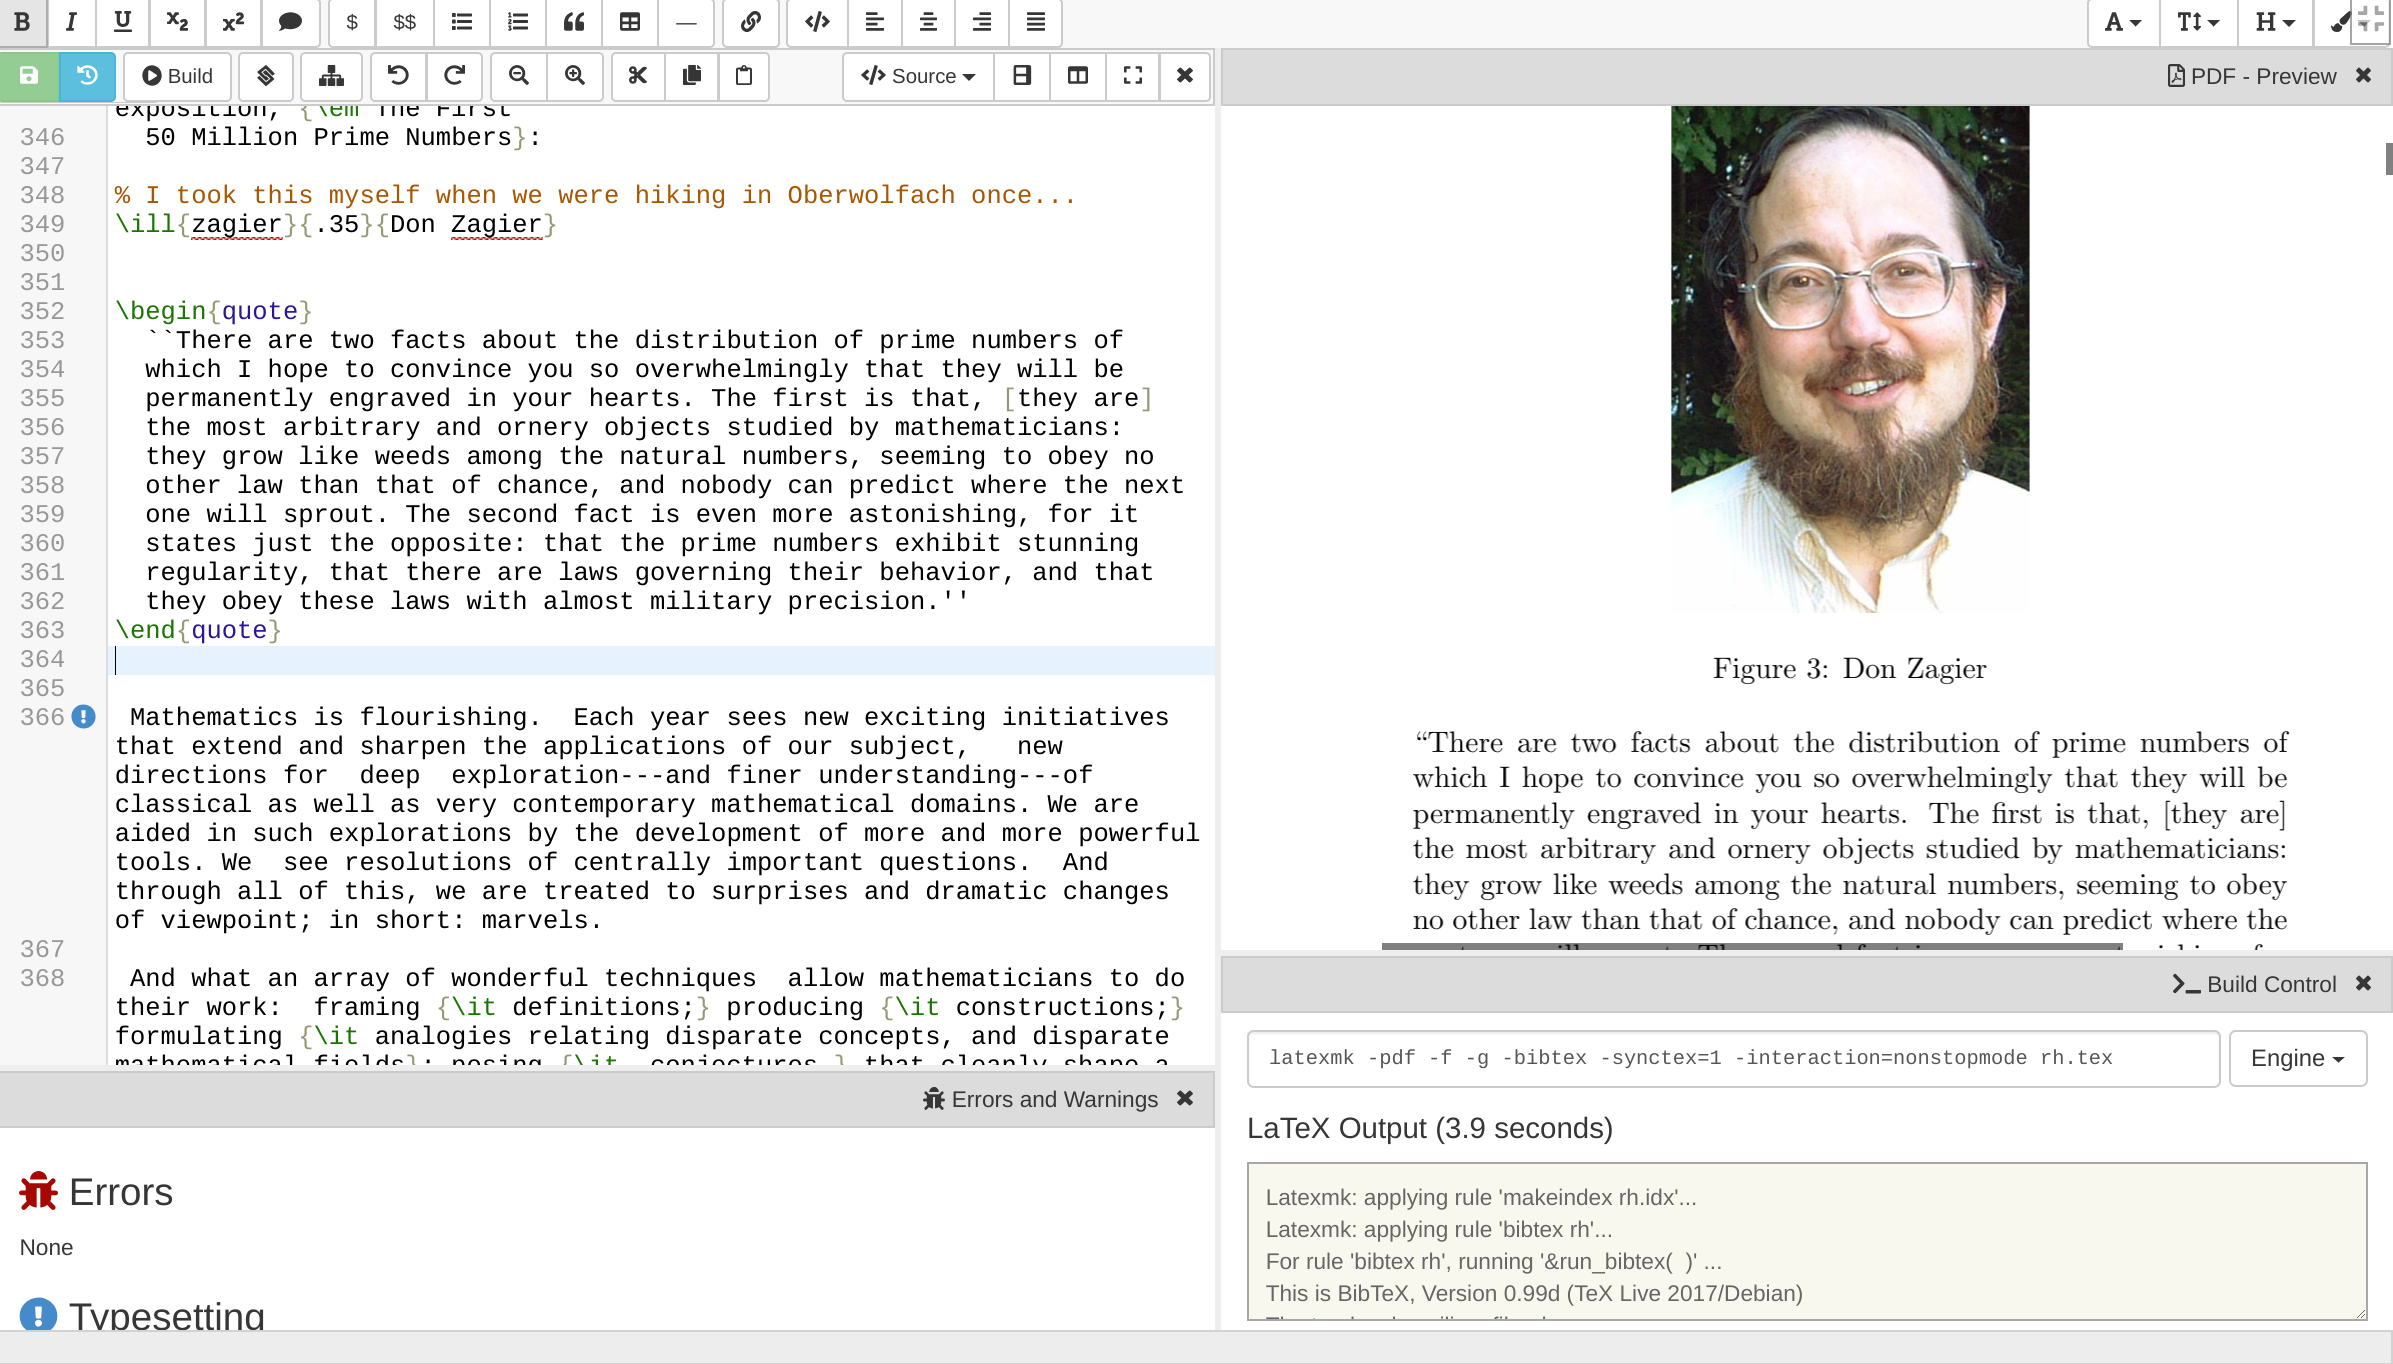 B I U x₂ x² $ $$ — </> A T H
Build
</> Source
PDF - Preview
exposition, {\em The First
346 50 Million Prime Numbers}:
347
348 % I took this myself when we were hiking in Oberwolfach once...
349 \ill{zagier}{.35}{Don Zagier}
350
351
352 \begin{quote}
353 ``There are two facts about the distribution of prime numbers of
354 which I hope to convince you so overwhelmingly that they will be
355 permanently engraved in your hearts. The first is that, [they are]
356 the most arbitrary and ornery objects studied by mathematicians:
357 they grow like weeds among the natural numbers, seeming to obey no
358 other law than that of chance, and nobody can predict where the next
359 one will sprout. The second fact is even more astonishing, for it
360 states just the opposite: that the prime numbers exhibit stunning
361 regularity, that there are laws governing their behavior, and that
362 they obey these laws with almost military precision.''
363 \end{quote}
364
365
366 Mathematics is flourishing.  Each year sees new exciting initiatives
that extend and sharpen the applications of our subject,   new
directions for  deep  exploration---and finer understanding---of
classical as well as very contemporary mathematical domains. We are
aided in such explorations by the development of more and more powerful
tools. We  see resolutions of centrally important questions.  And
through all of this, we are treated to surprises and dramatic changes
of viewpoint; in short: marvels.
367
368 And what an array of wonderful techniques  allow mathematicians to do
their work:  framing {\it definitions;} producing {\it constructions;}
formulating {\it analogies relating disparate concepts, and disparate
mathematical fields}; posing {\it  conjectures,} that cleanly shape a
Errors and Warnings
Errors
None
Typesetting
Figure 3: Don Zagier
“There are two facts about the distribution of prime numbers of
which I hope to convince you so overwhelmingly that they will be
permanently engraved in your hearts. The first is that, [they are]
the most arbitrary and ornery objects studied by mathematicians:
they grow like weeds among the natural numbers, seeming to obey
no other law than that of chance, and nobody can predict where the
Build Control
latexmk -pdf -f -g -bibtex -synctex=1 -interaction=nonstopmode rh.tex
Engine
LaTeX Output (3.9 seconds)
Latexmk: applying rule 'makeindex rh.idx'...
Latexmk: applying rule 'bibtex rh'...
For rule 'bibtex rh', running '&run_bibtex(  )' ...
This is BibTeX, Version 0.99d (TeX Live 2017/Debian)